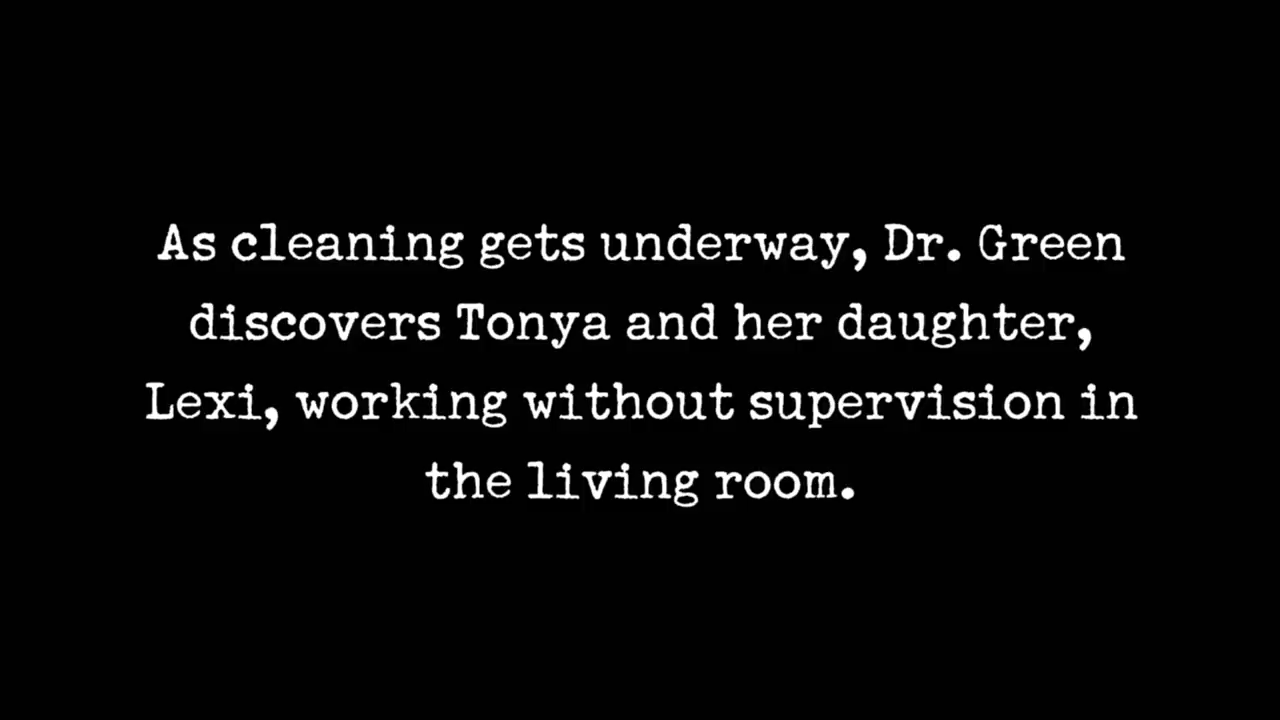 As cleaning gets underway, Dr. Green
discovers Tonya and her daughter,
Lexi, working without supervision in
the living room.